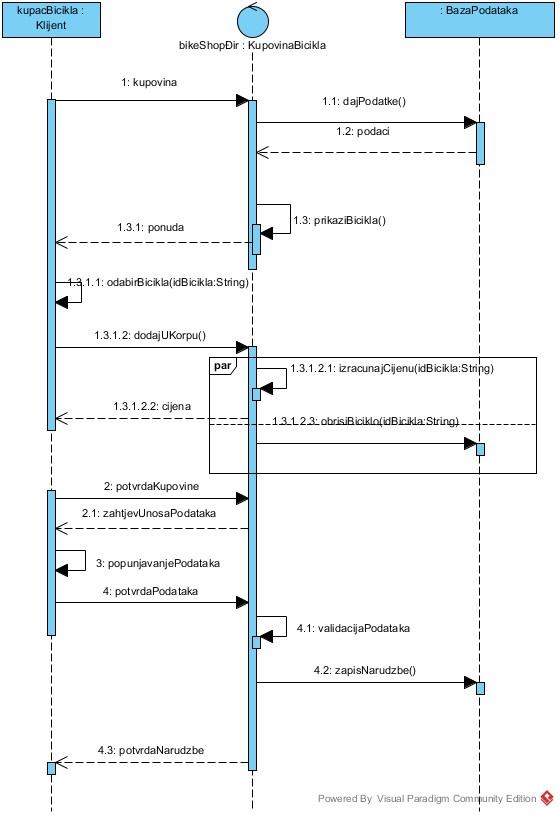 kupacBicikla :
Klijent
bikeShopĐir : KupovinaBicikla
: BazaPodataka
1: kupovina
1.1: dajPodatke()
1.2: podaci
1.3: prikaziBicikla()
1.3.1: ponuda
1.3.1.1: odabirBicikla(idBicikla:String)
1.3.1.2: dodajUKorpu()
par
1.3.1.2.1: izracunajCijenu(idBicikla:String)
1.3.1.2.2: cijena
1.3.1.2.3: obrisiBiciklo(idBicikla:String)
2: potvrdaKupovine
2.1: zahtjevUnosaPodataka
3: popunjavanjePodataka
4: potvrdaPodataka
4.1: validacijaPodataka
4.2: zapisNarudzbe()
4.3: potvrdaNarudzbe
Powered By Visual Paradigm Community Edition